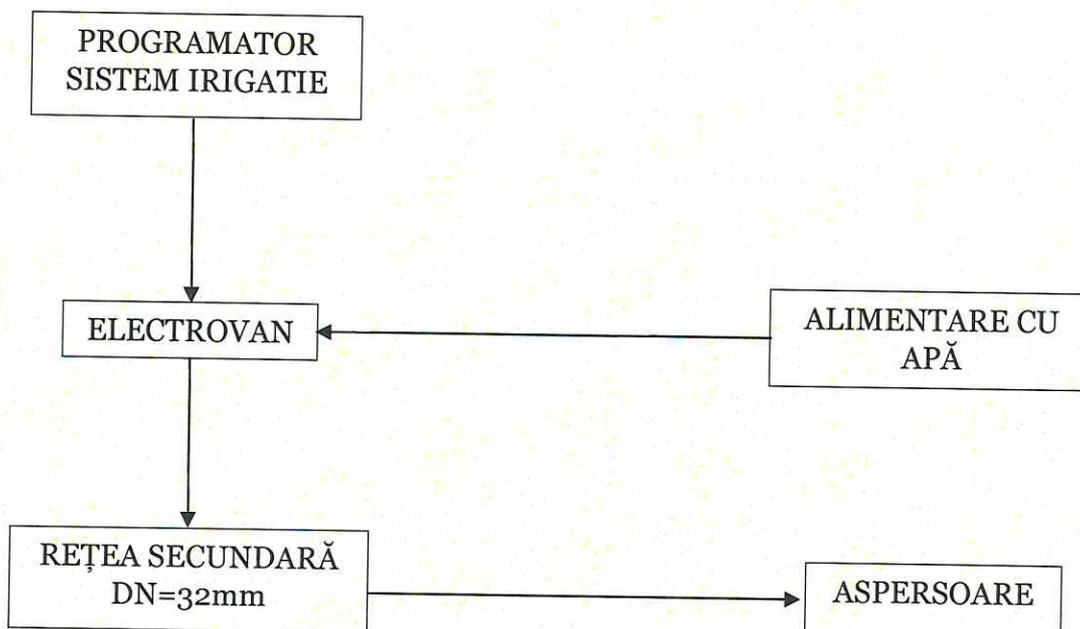 PROGRAMATOR
SISTEM IRIGATIE
ELECTROVAN
ALIMENTARE CU
APĂ
REȚEA SECUNDARĂ
DN=32mm
ASPERSOARE